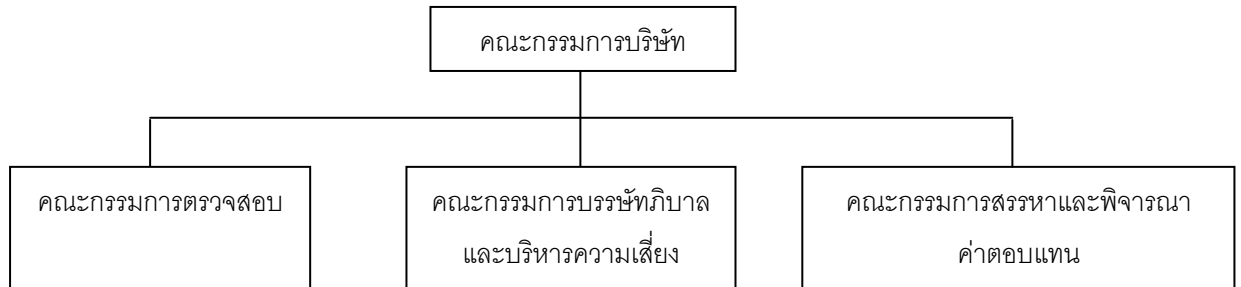 คณะกรรมการบริษัท
คณะกรรมการตรวจสอบ
คณะกรรมการบรรษัทภิบาล
และบริหารความเสี่ยง
คณะกรรมการสรรหาและพิจารณา
ค่าตอบแทน